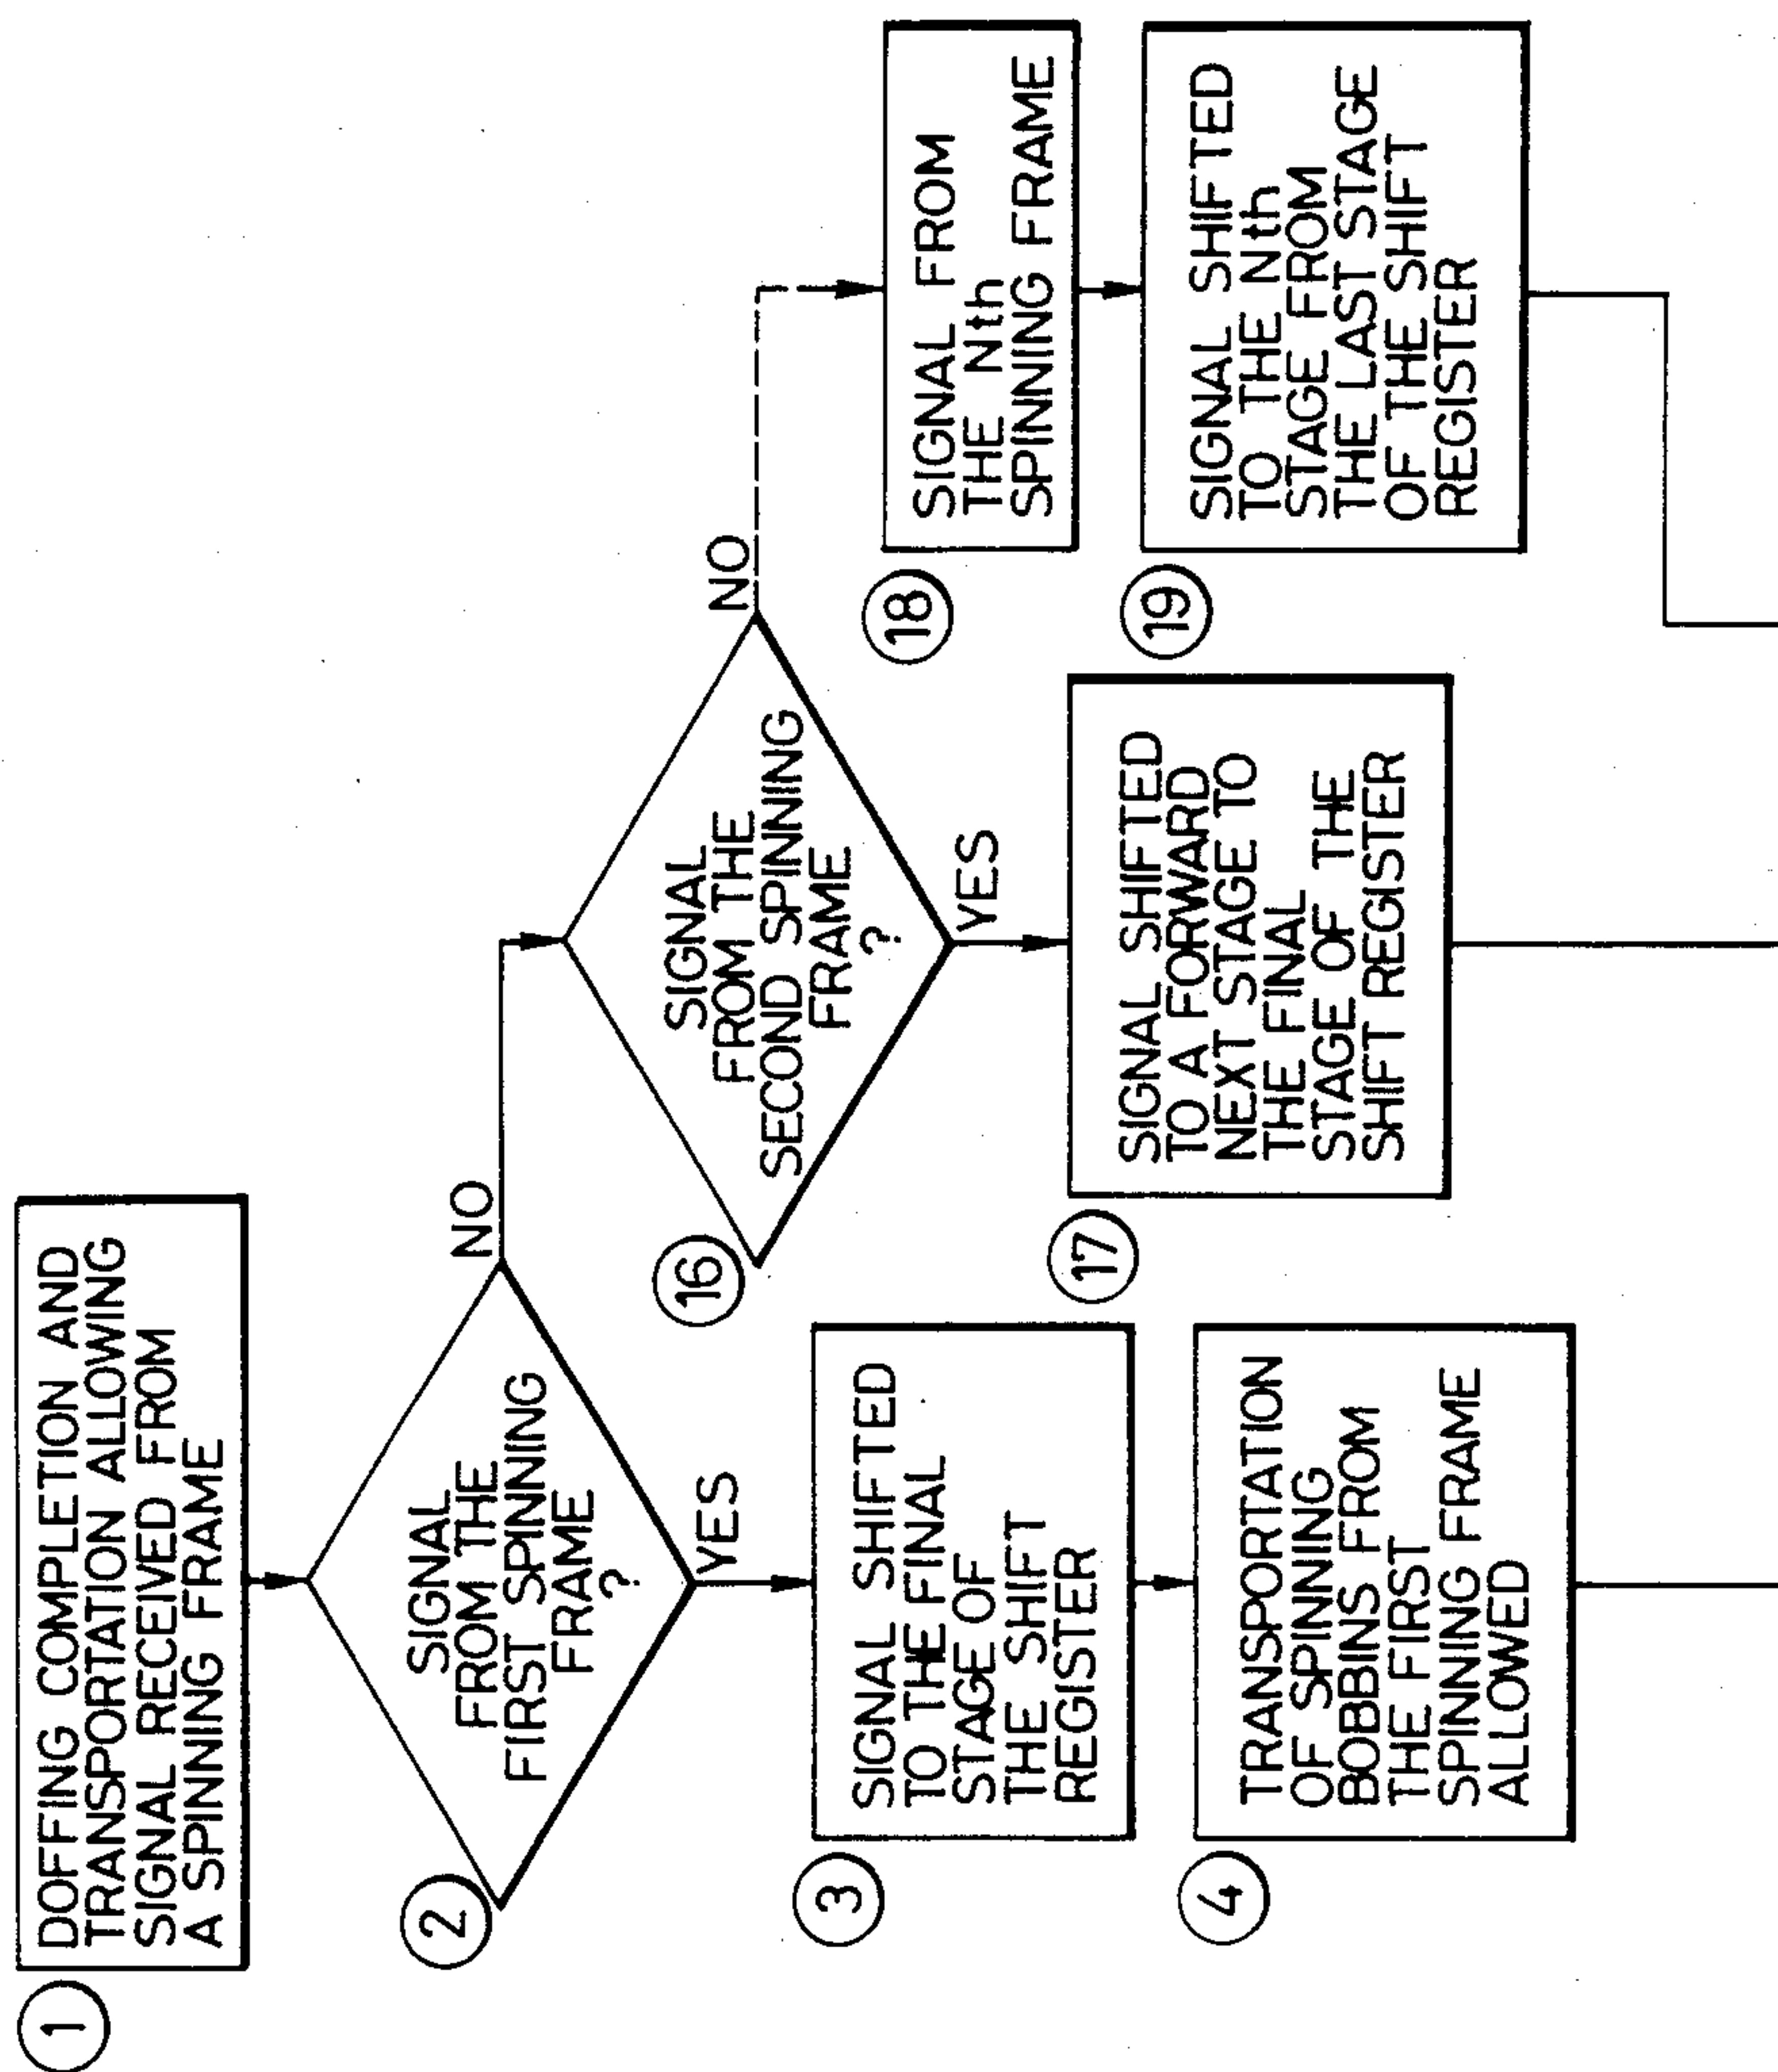 1
DOFFING COMPLETION AND
TRANSPORTATION ALLOWING
SIGNAL RECEIVED FROM
A SPINNING FRAME
2
SIGNAL
FROM THE
FIRST SPINNING
FRAME
?
NO
YES
3
SIGNAL SHIFTED
TO THE FINAL
STAGE OF
THE SHIFT
REGISTER
4
TRANSPORTATION
OF SPINNING
BOBBINS FROM
THE FIRST
SPINNING FRAME
ALLOWED
16
SIGNAL
FROM THE
SECOND SPINNING
FRAME
?
NO
YES
17
SIGNAL SHIFTED
TO A FORWARD
NEXT STAGE TO
THE FINAL
STAGE OF THE
SHIFT REGISTER
18
SIGNAL FROM
THE Nth
SPINNING FRAME
19
SIGNAL SHIFTED
TO THE Nth
STAGE FROM
THE LAST STAGE
OF THE SHIFT
REGISTER